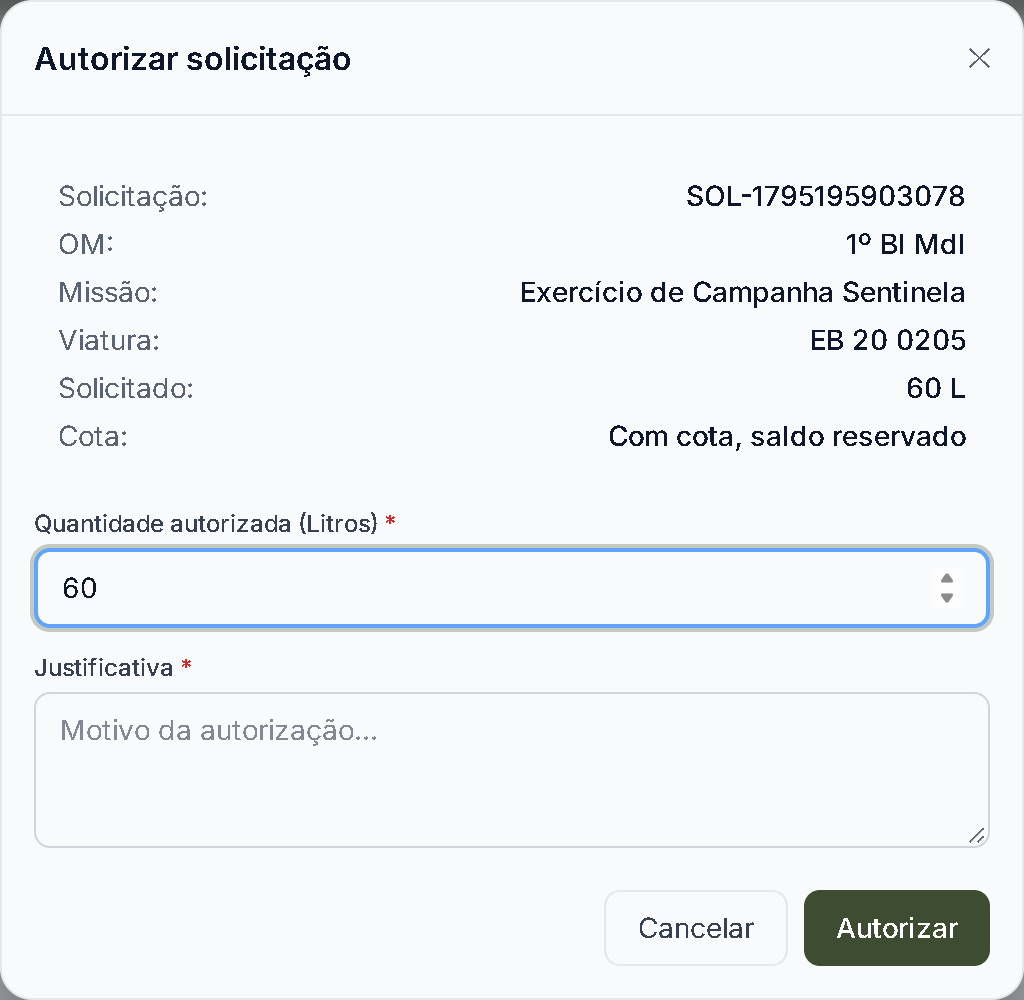 Autorizar solicitação
Solicitação: SOL-1795195903078
OM: 1º Bl Mdl
Missão: Exercício de Campanha Sentinela
Viatura: EB 20 0205
Solicitado: 60 L
Cota: Com cota, saldo reservado
Quantidade autorizada (Litros) *
60
Justificativa *
Motivo da autorização...
Cancelar Autorizar